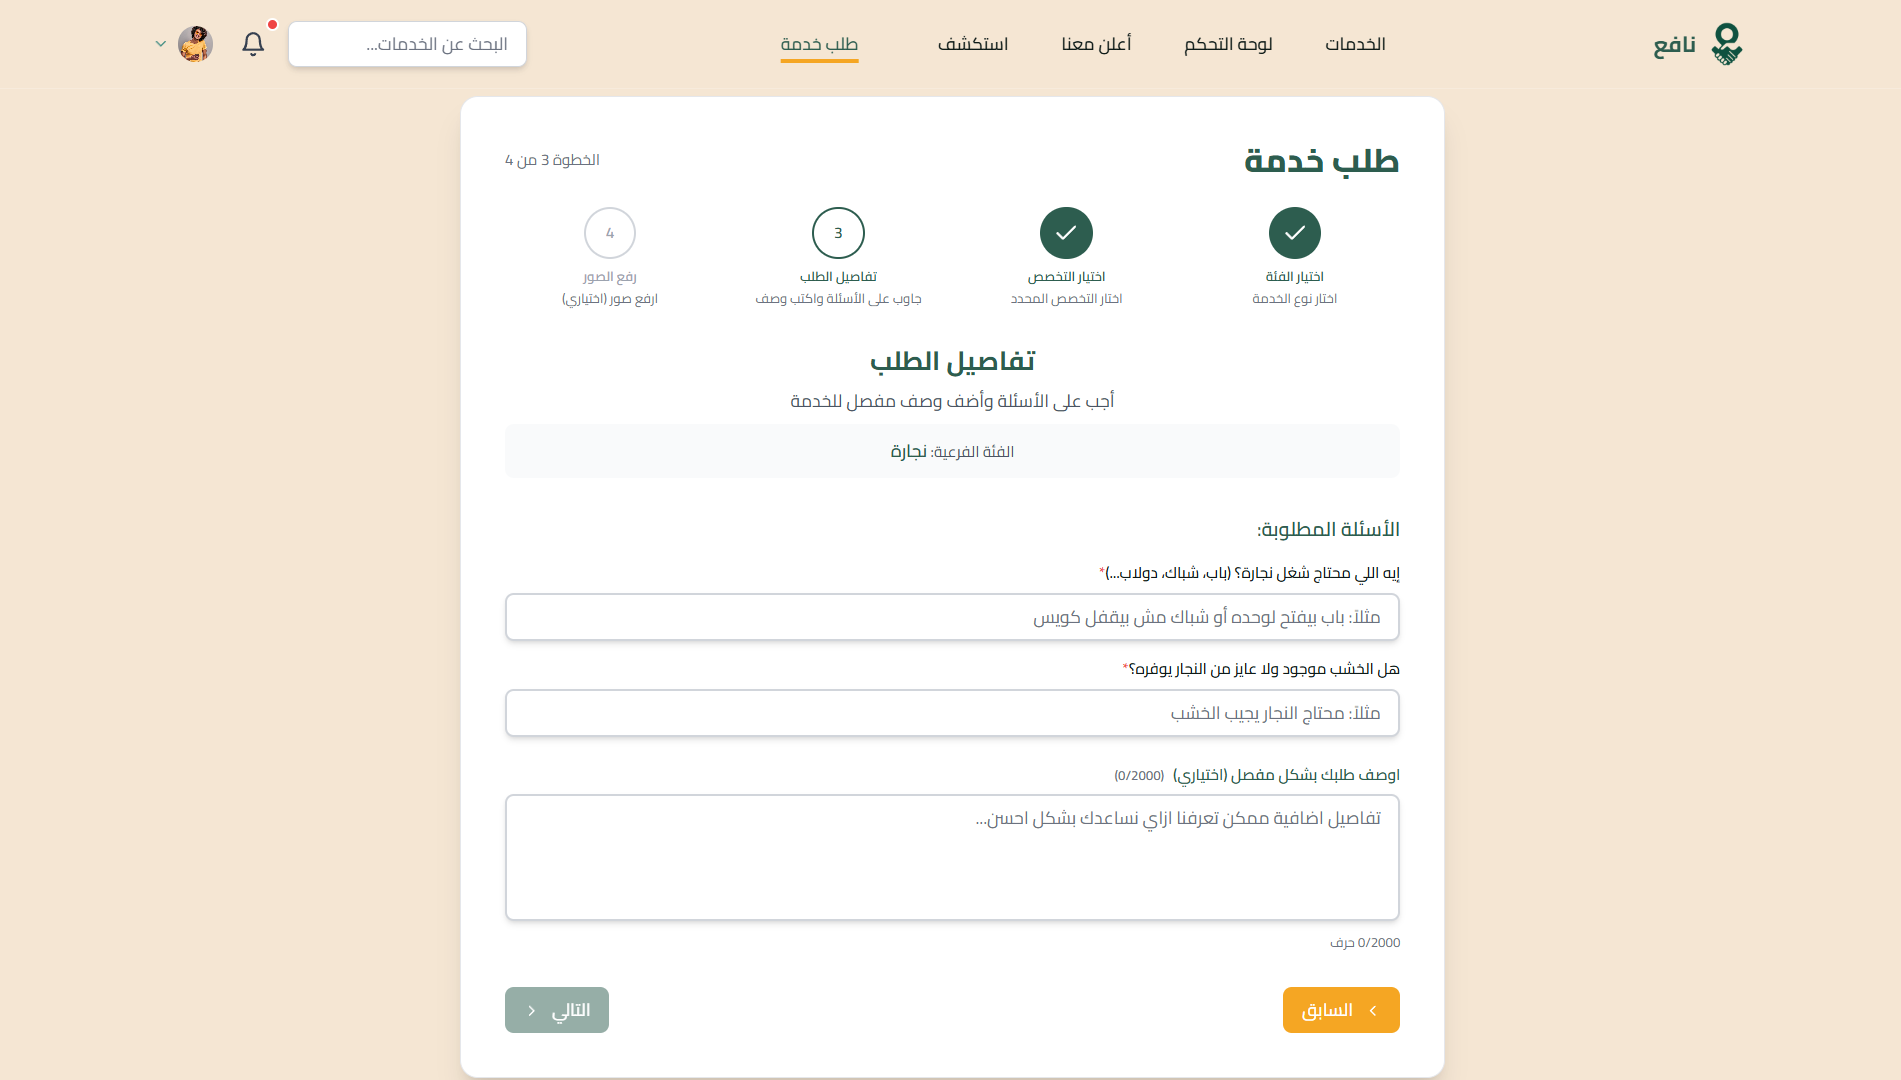 نافع
الخدمات
لوحة التحكم
أعلن معنا
استكشف
طلب خدمة
البحث عن الخدمات...
طلب خدمة
الخطوة 3 من 4
اختيار الفئة
اختار نوع الخدمة
اختيار التخصص
اختار التخصص المحدد
3
تفاصيل الطلب
جاوب على الأسئلة واكتب وصف
4
رفع الصور
ارفع صور (اختياري)
تفاصيل الطلب
أجب على الأسئلة وأضف وصف مفصل للخدمة
الفئة الفرعية: نجارة
الأسئلة المطلوبة:
إيه اللي محتاج شغل نجارة؟ (باب، شباك، دولاب...)*
مثلاً: باب بيفتح لوحده أو شباك مش بيقفل كويس
هل الخشب موجود ولا عايز من النجار يوفره؟*
مثلاً: محتاج النجار يجيب الخشب
اوصف طلبك بشكل مفصل (اختياري) (0/2000)
تفاصيل اضافية ممكن تعرفنا ازاي نساعدك بشكل احسن...
0/2000 حرف
السابق
التالي